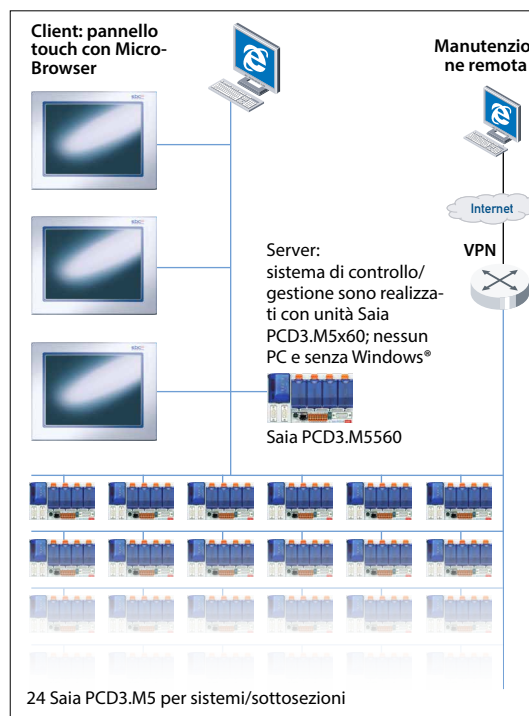 Client: pannello
touch con Micro-
Browser
Manutenzio
ne remota
Internet
VPN
Server:
sistema di controllo/
gestione sono realizza-
ti con unità Saia
PCD3.M5x60; nessun
PC e senza Windows®
Saia PCD3.M5560
24 Saia PCD3.M5 per sistemi/sottosezioni